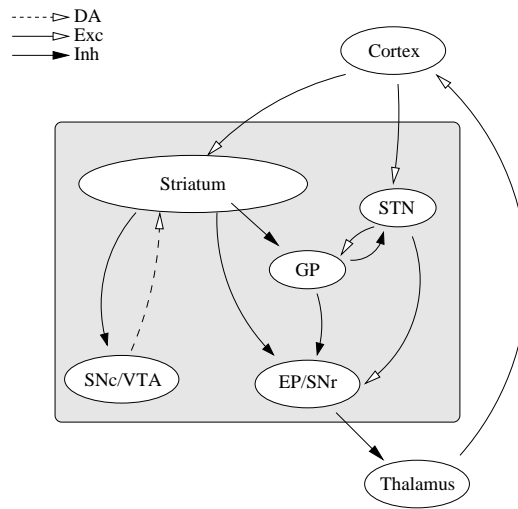 DA
Exc
Inh
Cortex
Striatum
STN
GP
SNc/VTA
EP/SNr
Thalamus